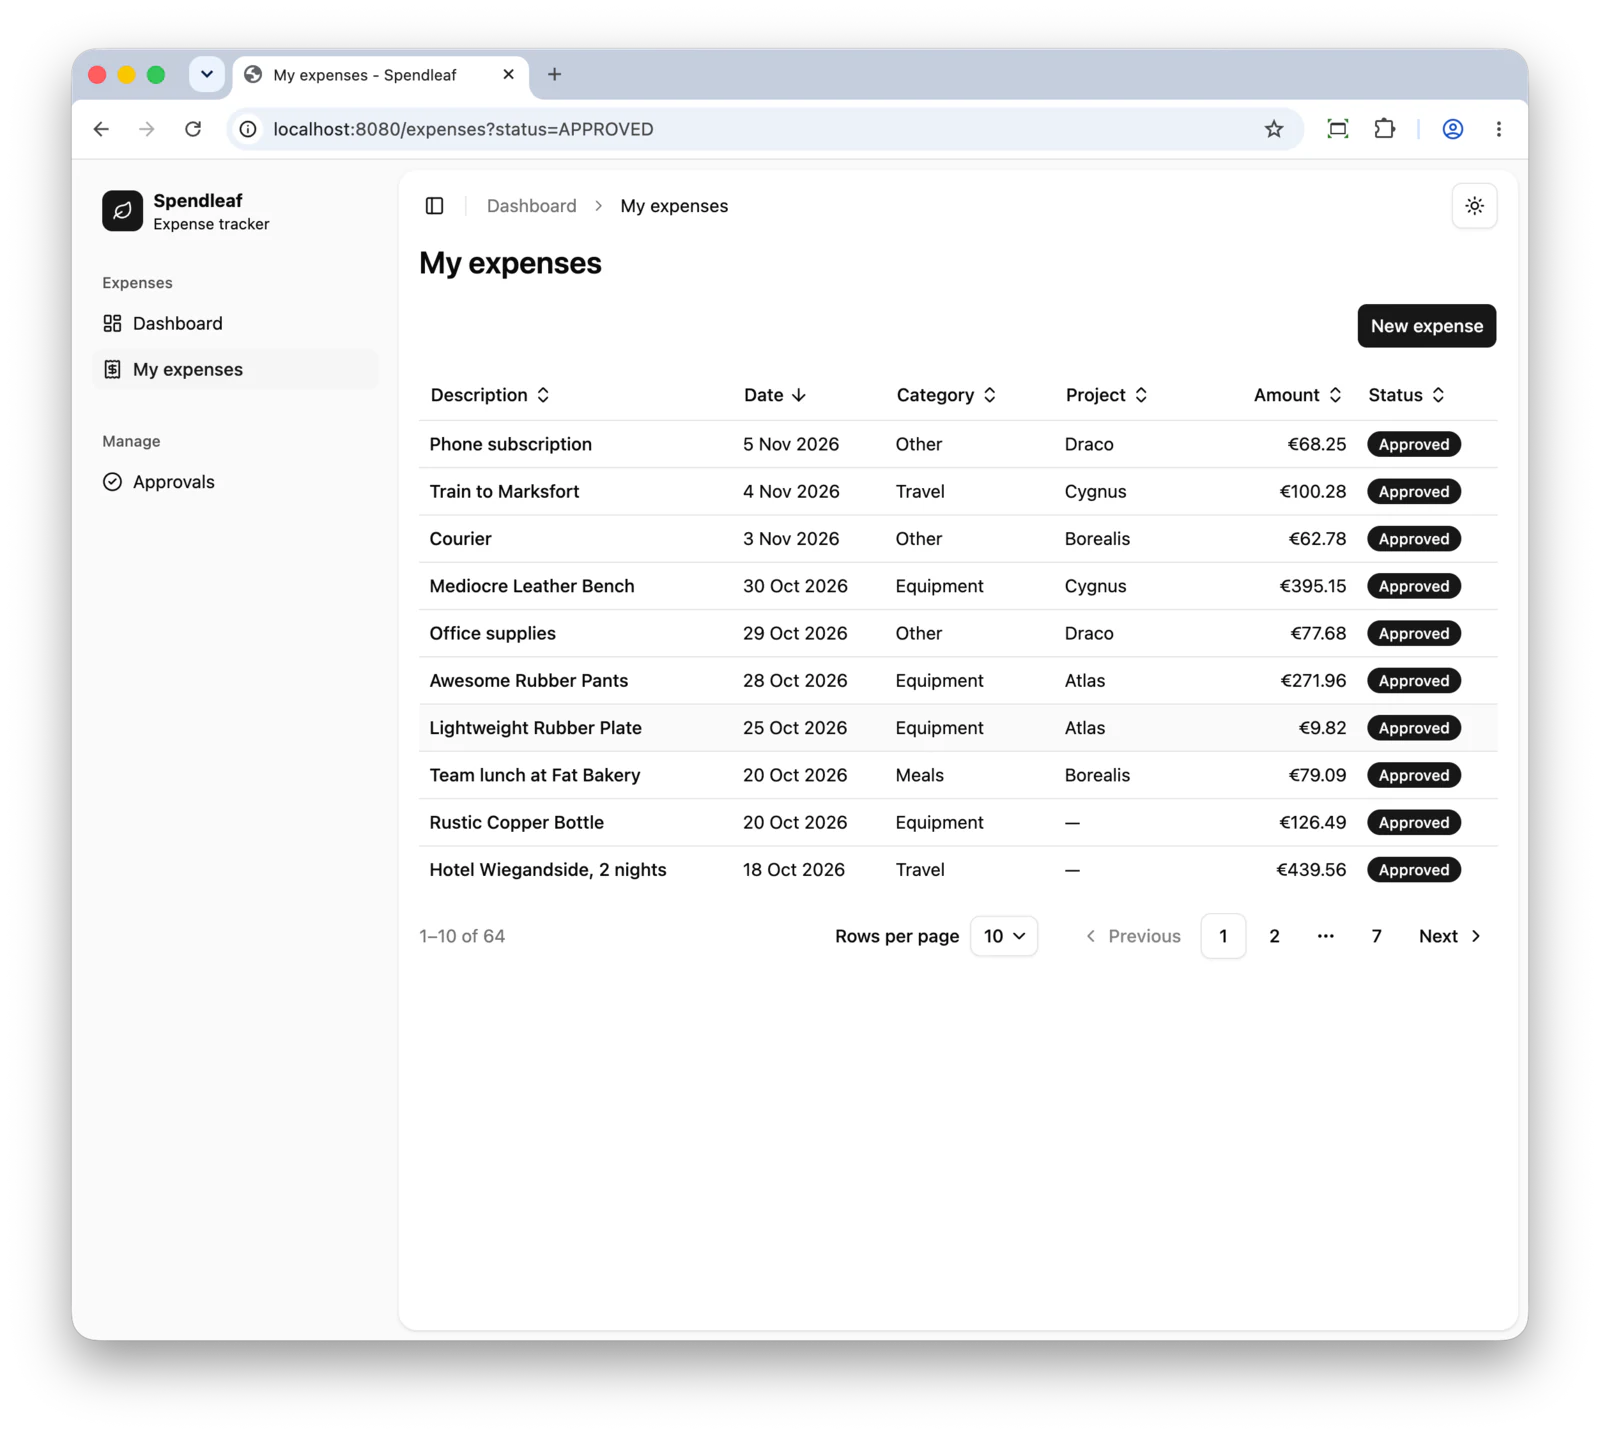 My expenses - Spendleaf
localhost:8080/expenses?status=APPROVED
Spendleaf
Expense tracker
Expenses
Dashboard
My expenses
Manage
Approvals
Dashboard > My expenses
My expenses
New expense
Description Date Category Project Amount Status
Phone subscription 5 Nov 2026 Other Draco €68.25 Approved
Train to Marksfort 4 Nov 2026 Travel Cygnus €100.28 Approved
Courier 3 Nov 2026 Other Borealis €62.78 Approved
Mediocre Leather Bench 30 Oct 2026 Equipment Cygnus €395.15 Approved
Office supplies 29 Oct 2026 Other Draco €77.68 Approved
Awesome Rubber Pants 28 Oct 2026 Equipment Atlas €271.96 Approved
Lightweight Rubber Plate 25 Oct 2026 Equipment Atlas €9.82 Approved
Team lunch at Fat Bakery 20 Oct 2026 Meals Borealis €79.09 Approved
Rustic Copper Bottle 20 Oct 2026 Equipment — €126.49 Approved
Hotel Wiegandside, 2 nights 18 Oct 2026 Travel — €439.56 Approved
1–10 of 64 Rows per page 10 Previous 1 2 ··· 7 Next